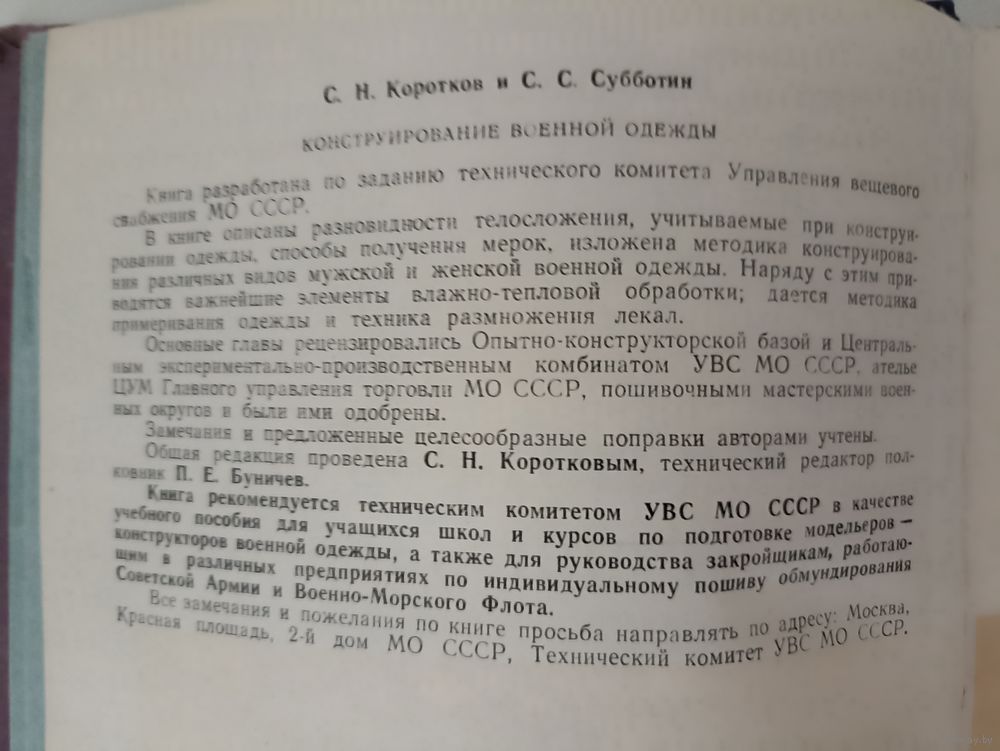 С. Н. Коротков и С. С. Субботин
КОНСТРУИРОВАНИЕ ВОЕННОЙ ОДЕЖДЫ
Книга разработана по заданию технического комитета Управления вещевого
снабжения МО СССР.
В книге описаны разновидности телосложения, учитываемые при конструи-
ровании одежды, способы получения мерок, изложена методика конструирова-
ния различных видов мужской и женской военной одежды. Наряду с этим при-
водятся важнейшие элементы влажно-тепловой обработки; дается методика
примеривания одежды и техника размножения лекал.
Основные главы рецензировались Опытно-конструкторской базой и Централь-
ным экспериментально-производственным комбинатом УВС МО СССР, ателье
ЦУМ Главного управления торговли МО СССР, пошивочными мастерскими воен-
ных округов и были ими одобрены.
Замечания и предложенные целесообразные поправки авторами учтены.
Общая редакция проведена С. Н. Коротковым, технический редактор пол-
ковник П. Е. Буничев.
Книга рекомендуется техническим комитетом УВС МО СССР в качестве
учебного пособия для учащихся школ и курсов по подготовке модельеров —
конструкторов военной одежды, а также для руководства закройщикам, работаю-
щим в различных предприятиях по индивидуальному пошиву обмундирования
Советской Армии и Военно-Морского Флота.
Все замечания и пожелания по книге просьба направлять по адресу: Москва,
Красная площадь, 2-й дом МО СССР, Технический комитет УВС МО СССР.